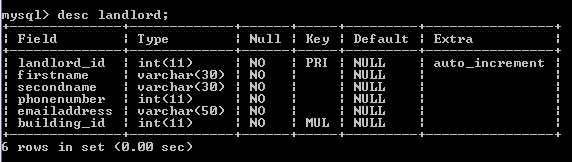 mysql> desc landlord;
+--------------+-------------+------+-----+---------+----------------+
| Field        | Type        | Null | Key | Default | Extra          |
+--------------+-------------+------+-----+---------+----------------+
| landlord_id  | int(11)     | NO   | PRI | NULL    | auto_increment |
| firstname    | varchar(30) | NO   |     | NULL    |                |
| secondname   | varchar(30) | NO   |     | NULL    |                |
| phonenumber  | int(11)     | NO   |     | NULL    |                |
| emailaddress | varchar(50) | NO   |     | NULL    |                |
| building_id  | int(11)     | NO   | MUL | NULL    |                |
+--------------+-------------+------+-----+---------+----------------+
6 rows in set (0.00 sec)